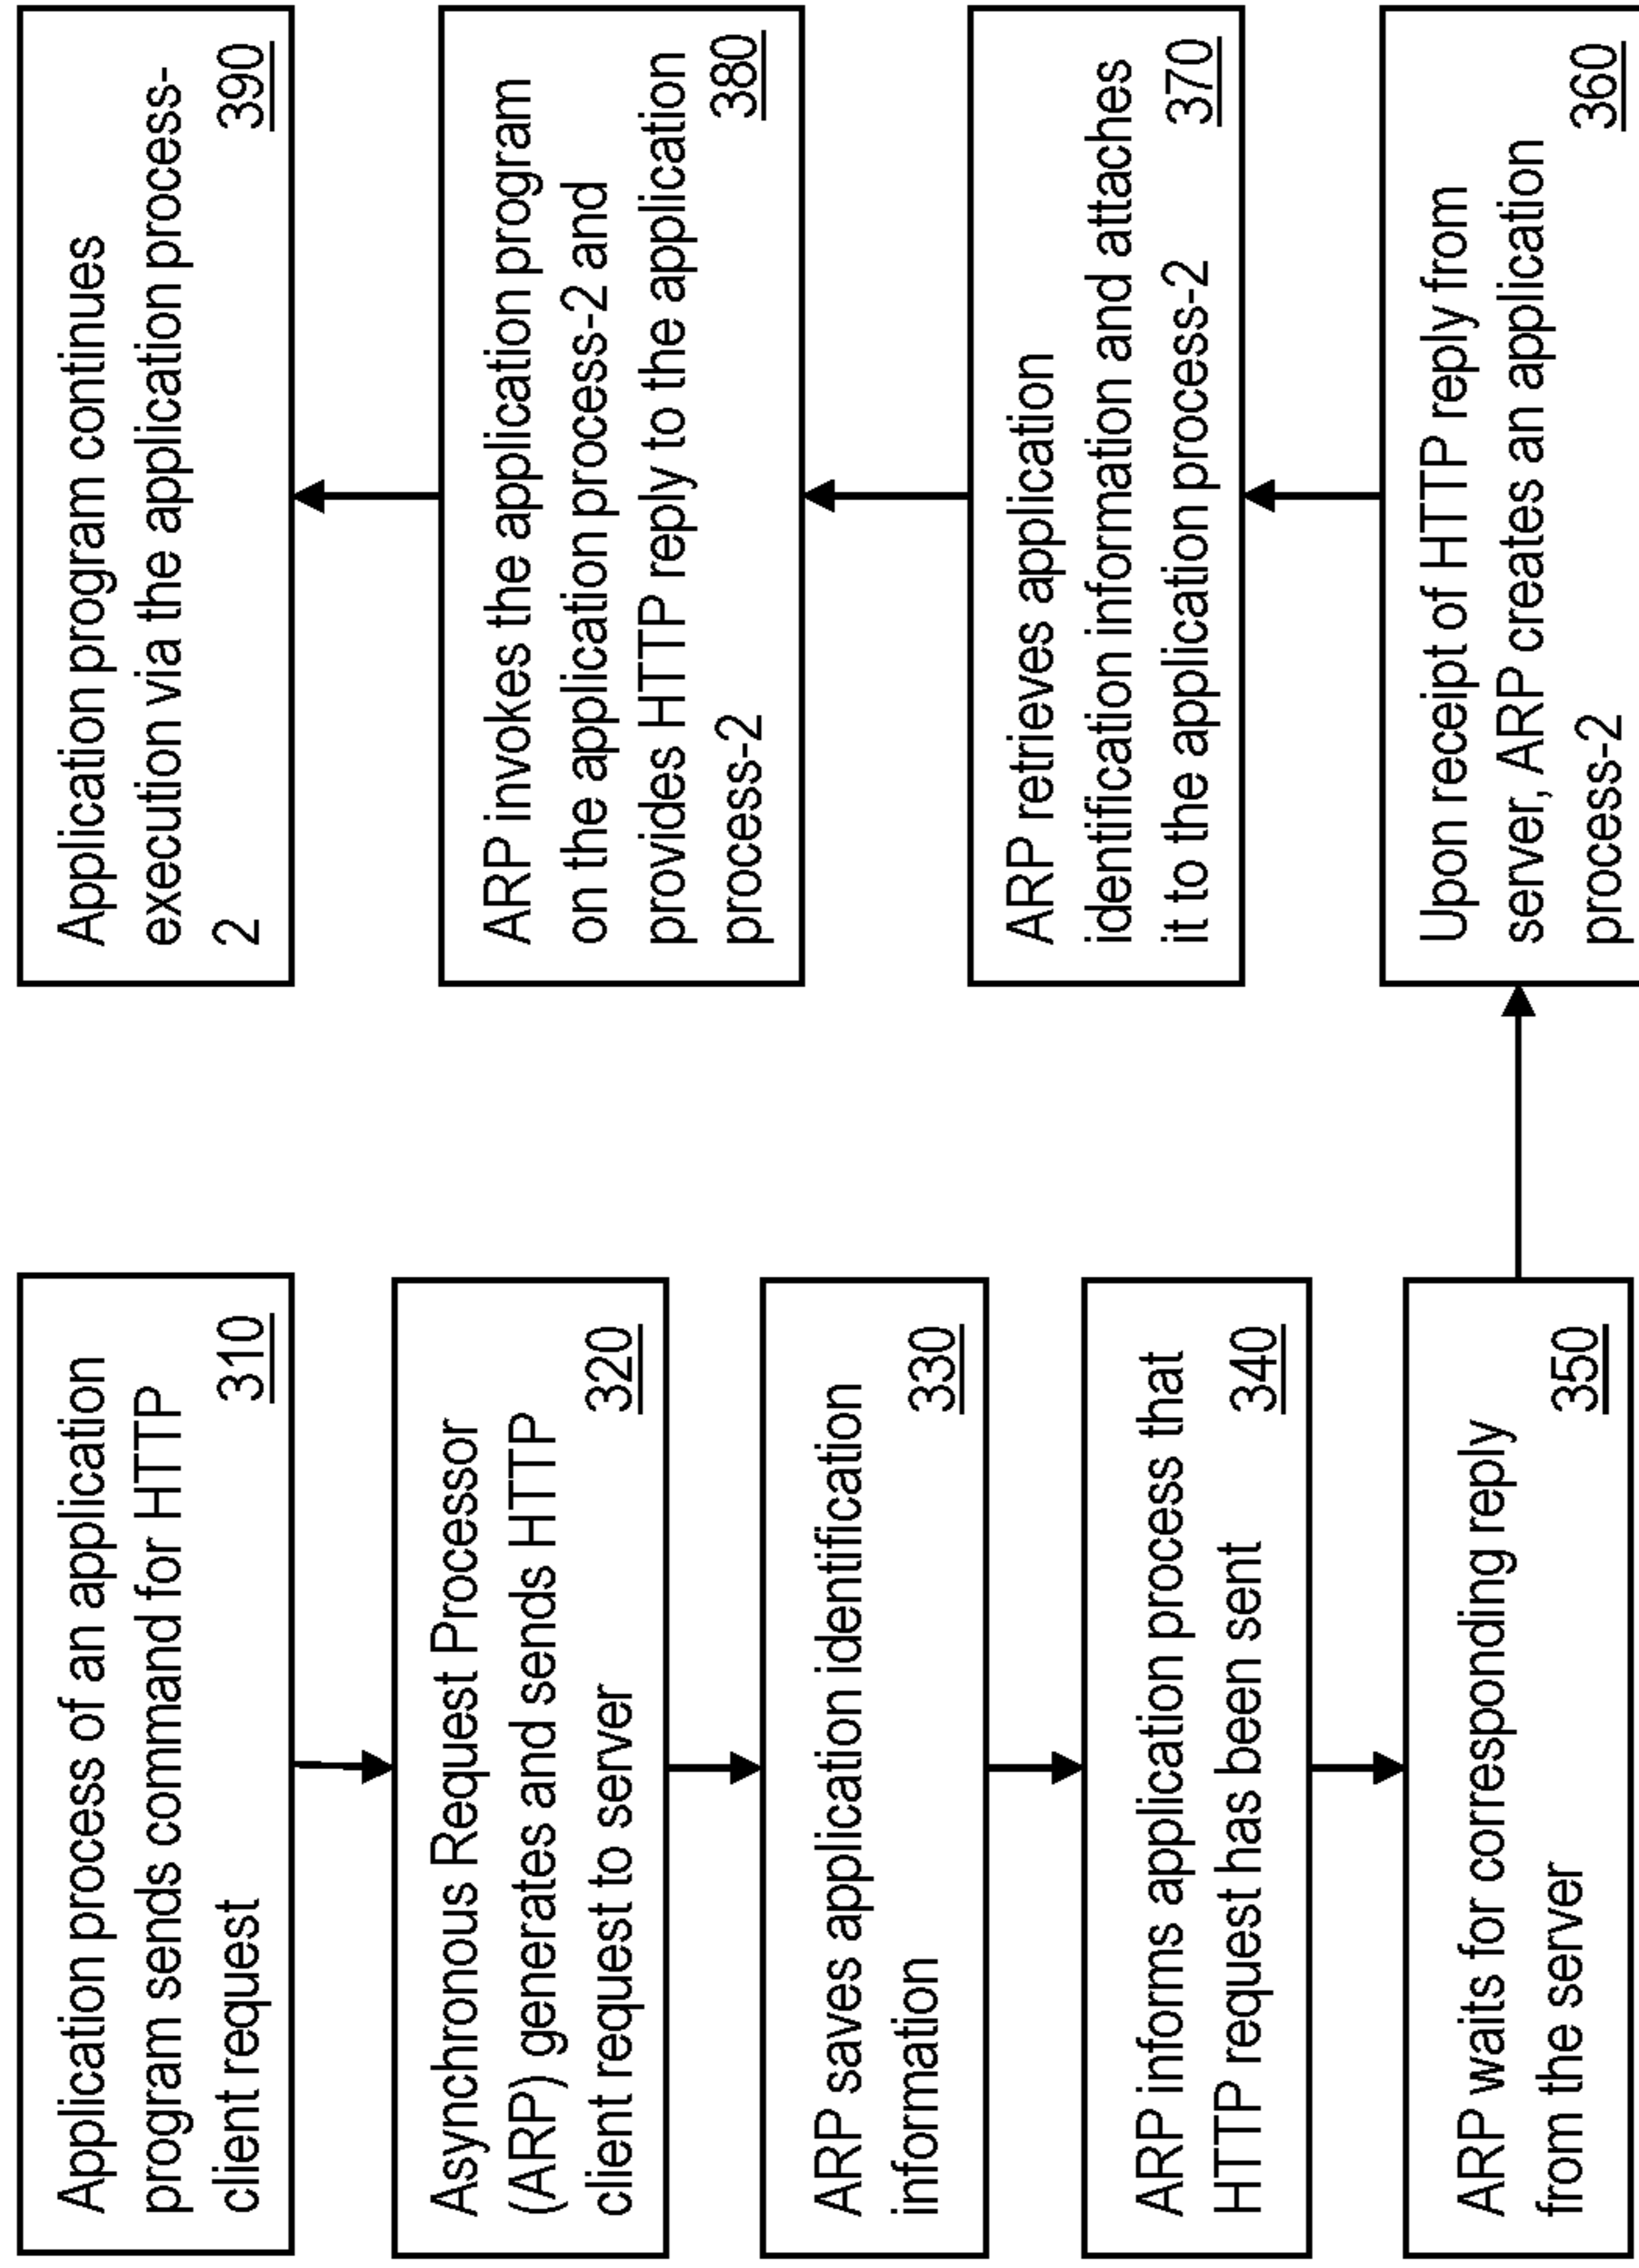 Application process of an application
program sends command for HTTP
client request
310
Asynchronous Request Processor
(ARP) generates and sends HTTP
client request to server
320
ARP saves application identification
information
330
ARP informs application process that
HTTP request has been sent
340
ARP waits for corresponding reply
from the server
350
Upon receipt of HTTP reply from
server, ARP creates an application
process-2
360
ARP retrieves application
identification information and attaches
it to the application process-2
370
ARP invokes the application program
on the application process-2 and
provides HTTP reply to the application
process-2
380
Application program continues
execution via the application process-
2
390